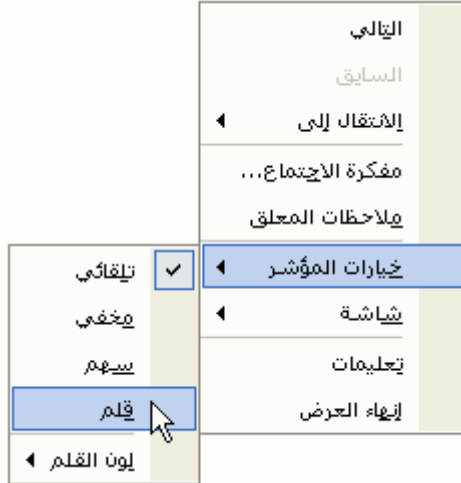 التالي
السابق
الانتقال إلى
مفكرة الاجتماع...
ملاحظات المعلق
خيارات المؤشر
شاشة
تعليمات
إنهاء العرض
تلقائي
مخفي
سهم
قلم
لون القلم